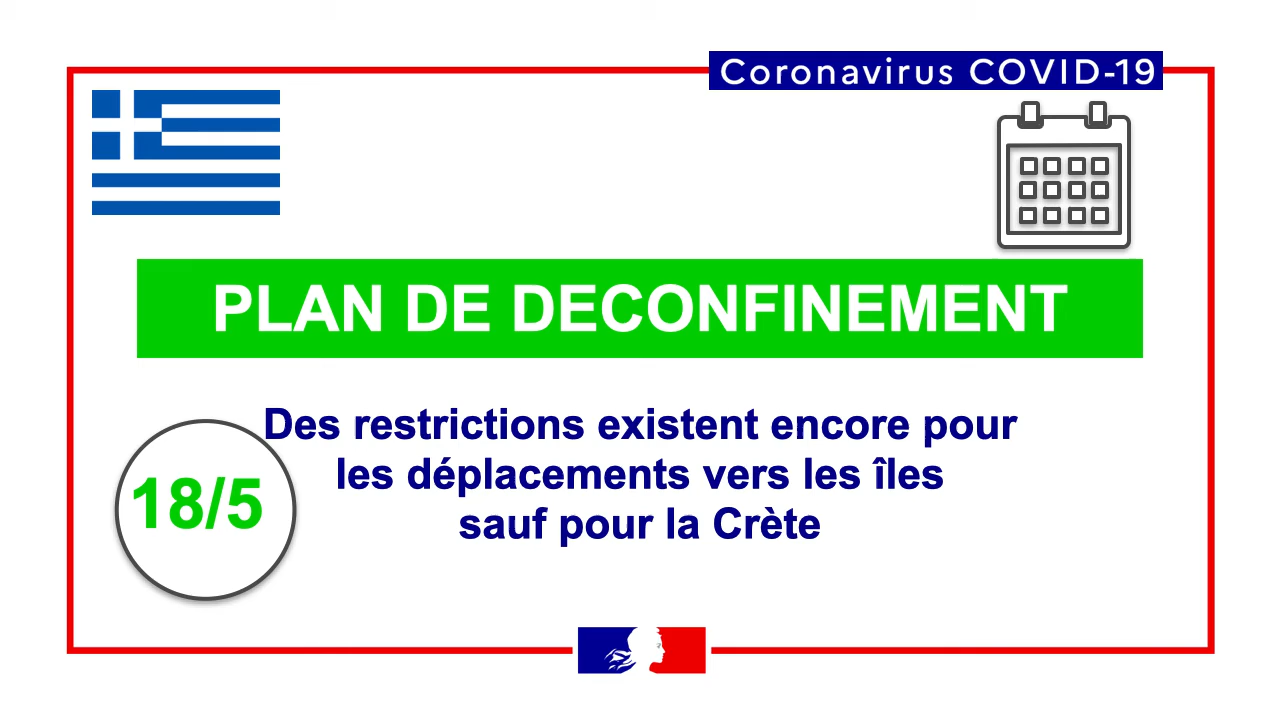 Coronavirus COVID-19
PLAN DE DECONFINEMENT
18/5
Des restrictions existent encore pour
les déplacements vers les îles
sauf pour la Crète